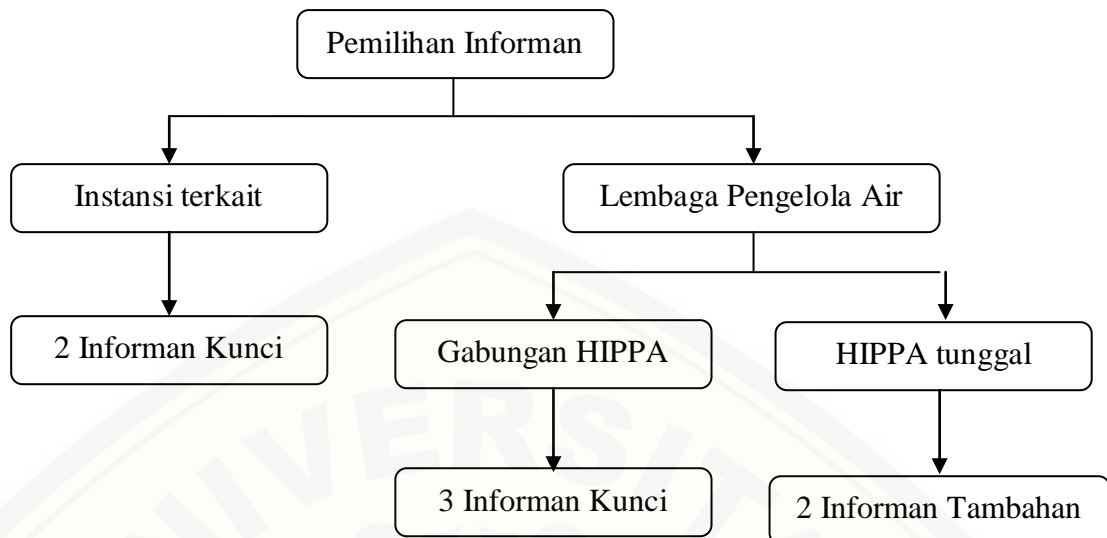 Pemilihan Informan
Instansi terkait
Lembaga Pengelola Air
2 Informan Kunci
Gabungan HIPPA
HIPPA tunggal
3 Informan Kunci
2 Informan Tambahan